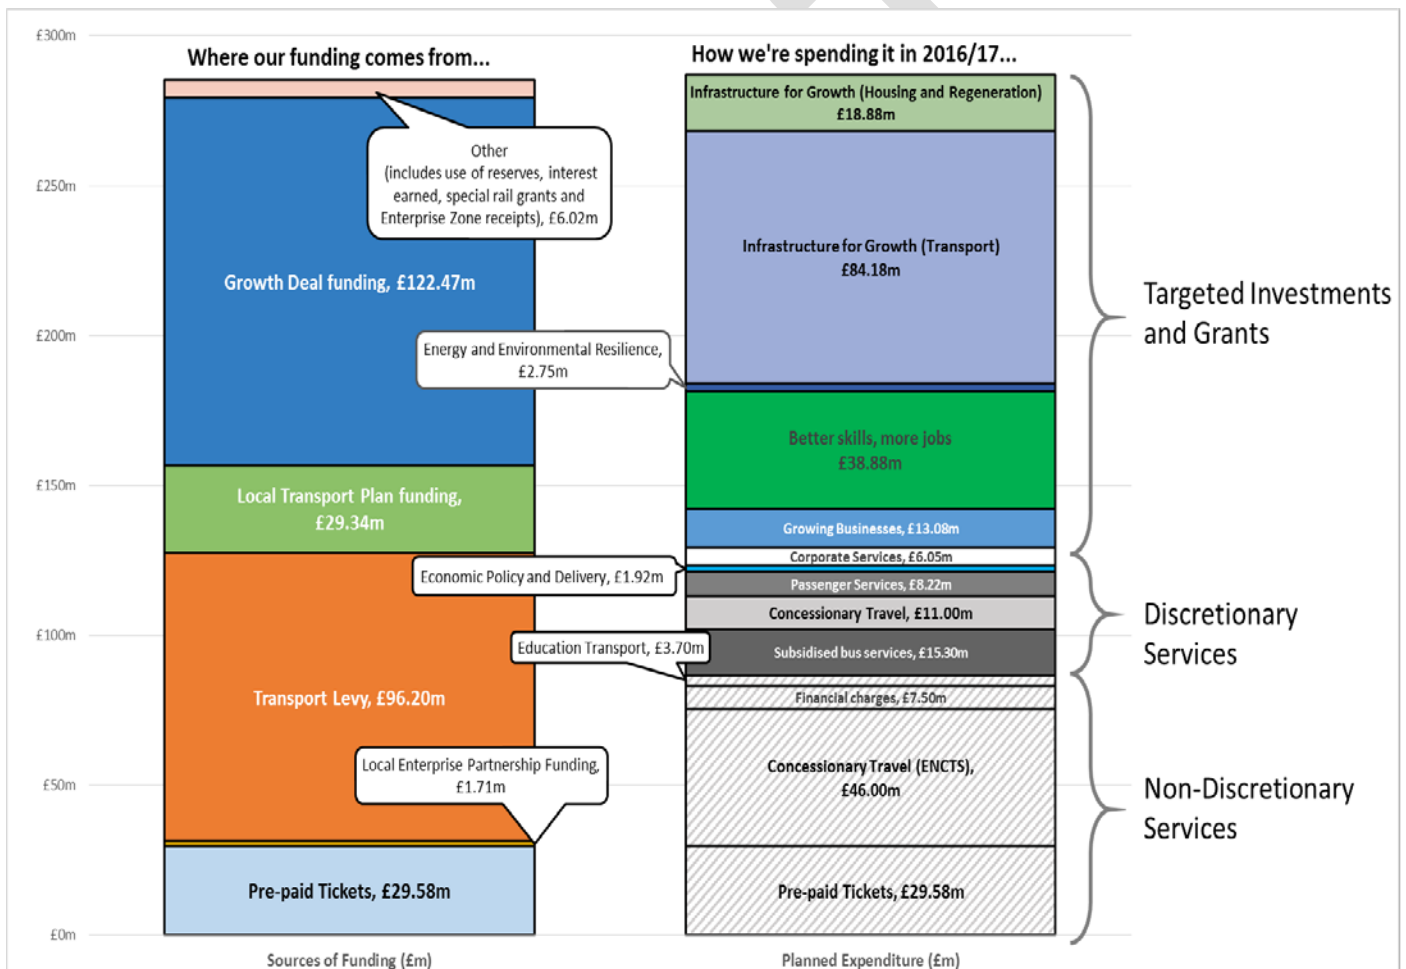 Where our funding comes from...
How we're spending it in 2016/17...
£300m
£250m
£200m
£150m
£100m
£50m
£0m
Other
(includes use of reserves, interest
earned, special rail grants and
Enterprise Zone receipts), £6.02m
Growth Deal funding, £122.47m
Local Transport Plan funding,
£29.34m
Transport Levy, £96.20m
Local Enterprise Partnership Funding,
£1.71m
Pre-paid Tickets, £29.58m
Sources of Funding (£m)
Infrastructure for Growth (Housing and Regeneration)
£18.88m
Infrastructure for Growth (Transport)
£84.18m
Energy and Environmental Resilience,
£2.75m
Better skills, more jobs
£38.88m
Growing Businesses, £13.08m
Corporate Services, £6.05m
Economic Policy and Delivery, £1.92m
Passenger Services, £8.22m
Concessionary Travel, £11.00m
Subsidised bus services, £15.30m
Education Transport, £3.70m
Financial charges, £7.50m
Concessionary Travel (ENCTS),
£46.00m
Pre-paid Tickets, £29.58m
Planned Expenditure (£m)
Targeted Investments
and Grants
Discretionary
Services
Non-Discretionary
Services